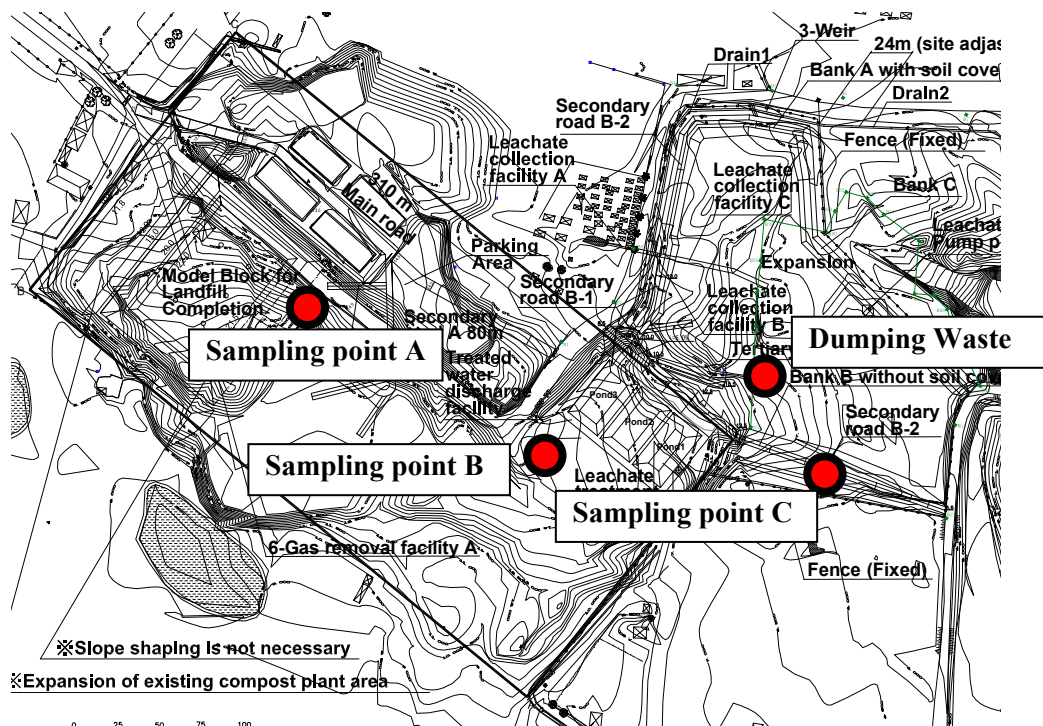 3-Weir
Drain1
24m (site adjas
Bank A with soil cove
DraIn2
Secondary
road B-2
Fence (Fixed)
Leachate
collection
facility A
Leachate
collection
facility C
Bank C
310 m
Main road
Leachat
Pump p
Parking
Area
Expansion
Model Block for
Landfill
Completion
Secondary
road B-1
Leachate
collection
facility B
Secondary
A 80m
Sampling point A
Dumping Waste
Treated
water
discharge
facility
Tertiary
Bank B without soil co
Pond3
Pond2
Pond1
Secondary
road B-2
Sampling point B
Leachate
Sampling point C
6-Gas removal facility A
Fence (Fixed)
※Slope shaping is not necessary
※Expansion of existing compost plant area
0 25 50 75 100